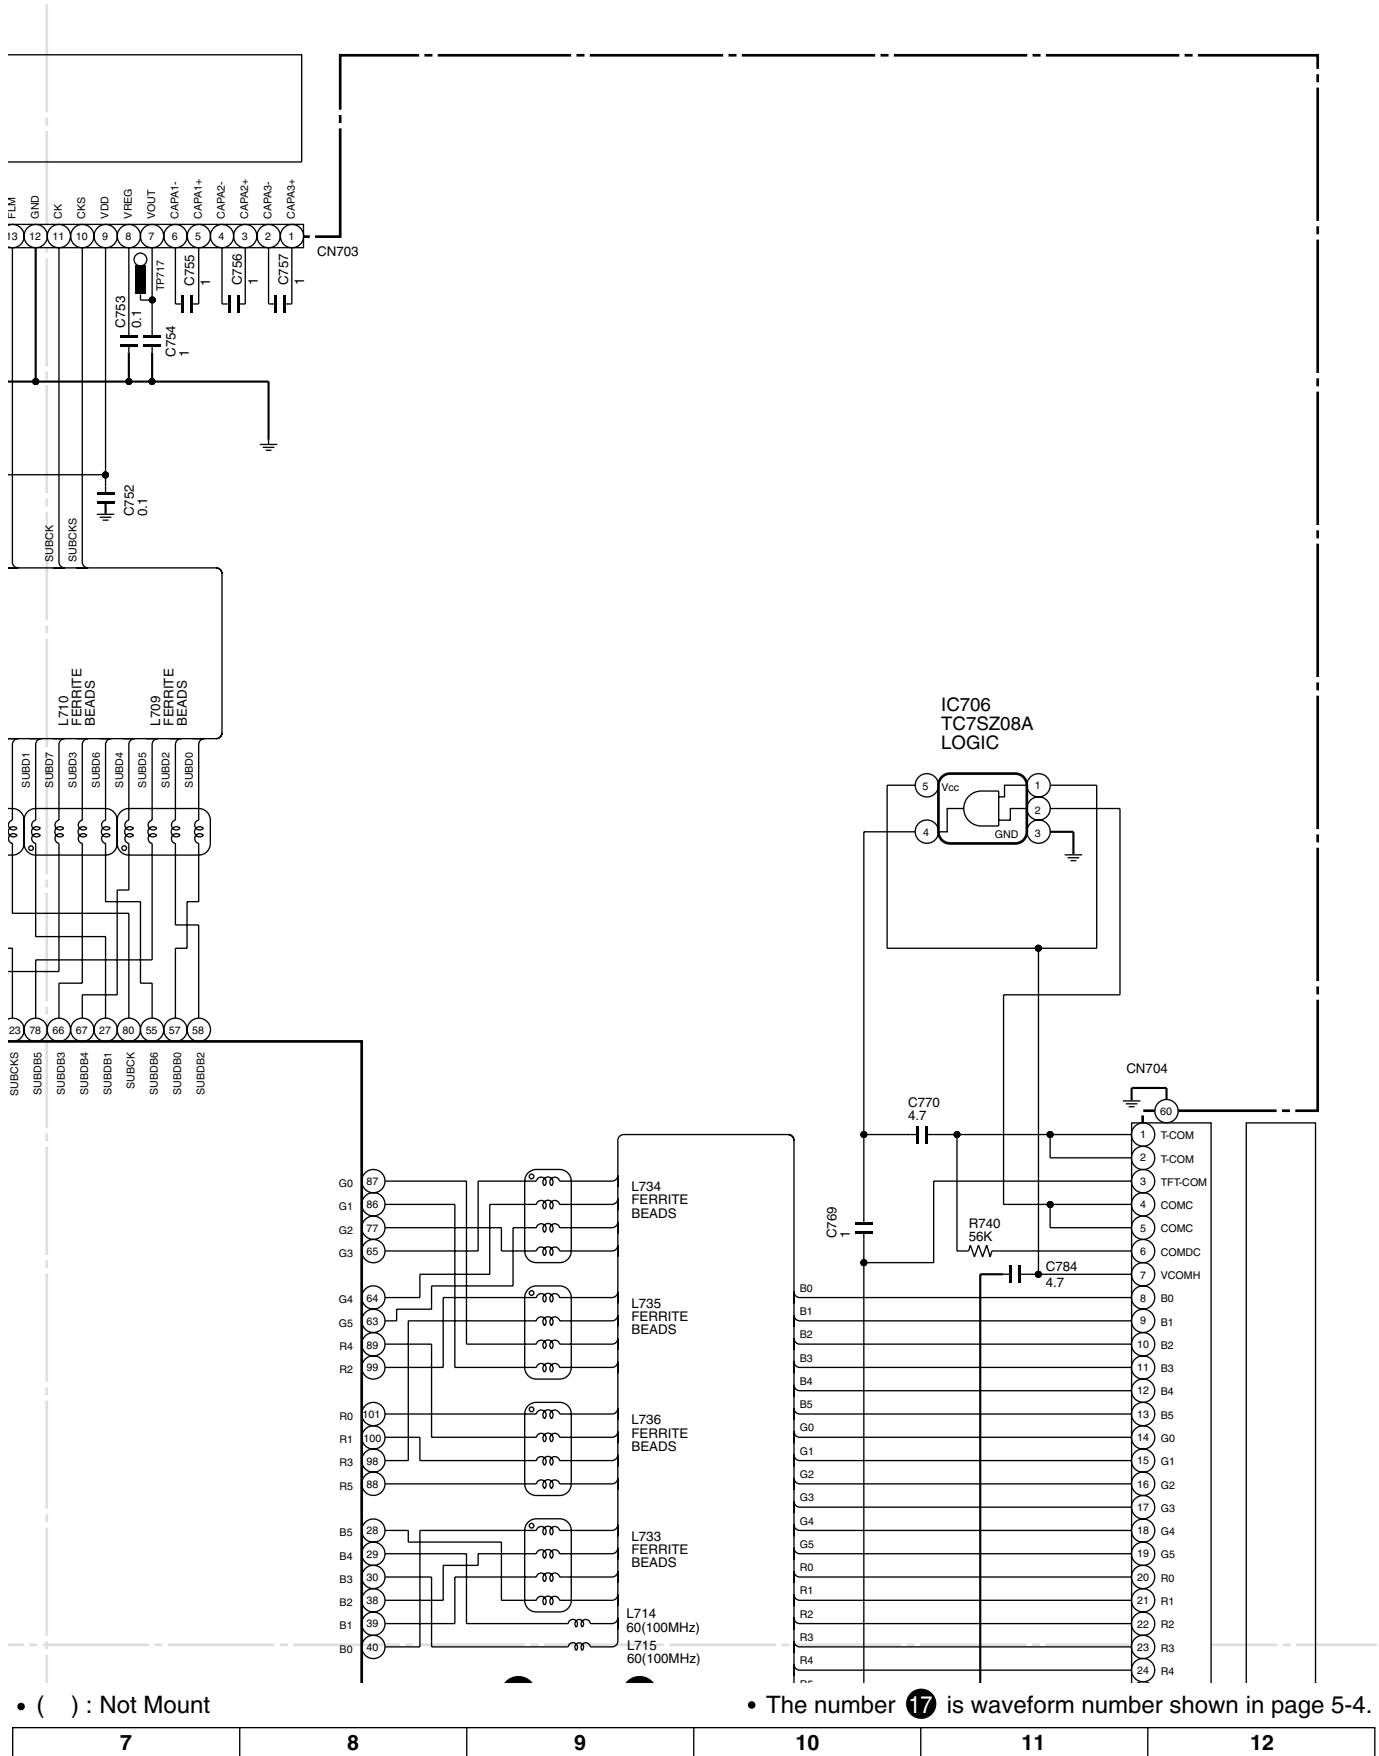 FLM
GND
CK
CKS
VDD
VREG
VOUT
CAPA1-
CAPA1+
CAPA2-
CAPA2+
CAPA3-
CAPA3+
13 12 11 10 9 8 7 6 5 4 3 2 1
CN703
TP717
C755
1
C756
1
C757
1
C753
0.1
C754
1
C752
0.1
SUBCK
SUBCKS
L710
FERRITE
BEADS
L709
FERRITE
BEADS
SUBD1
SUBD7
SUBD3
SUBD6
SUBD4
SUBD5
SUBD2
SUBD0
23 78 66 67 27 80 55 57 58
SUBCKS
SUBDB5
SUBDB3
SUBDB4
SUBDB1
SUBCK
SUBDB6
SUBDB0
SUBDB2
IC706
TC7SZ08A
LOGIC
5 Vcc 1
2
4 GND 3
CN704
60
C770
4.7
C769
1
R740
56K
C784
4.7
1 T-COM
2 T-COM
3 TFT-COM
4 COMC
5 COMC
6 COMDC
7 VCOMH
8 B0
9 B1
10 B2
11 B3
12 B4
13 B5
14 G0
15 G1
16 G2
17 G3
18 G4
19 G5
20 R0
21 R1
22 R2
23 R3
24 R4
G0 87
G1 86
G2 77
G3 65
G4 64
G5 63
R4 89
R2 99
R0 101
R1 100
R3 98
R5 88
B5 28
B4 29
B3 30
B2 38
B1 39
B0 40
L734
FERRITE
BEADS
L735
FERRITE
BEADS
L736
FERRITE
BEADS
L733
FERRITE
BEADS
L714
60(100MHz)
L715
60(100MHz)
B0
B1
B2
B3
B4
B5
G0
G1
G2
G3
G4
G5
R0
R1
R2
R3
R4
• ( ) : Not Mount
• The number 17 is waveform number shown in page 5-4.
7 8 9 10 11 12